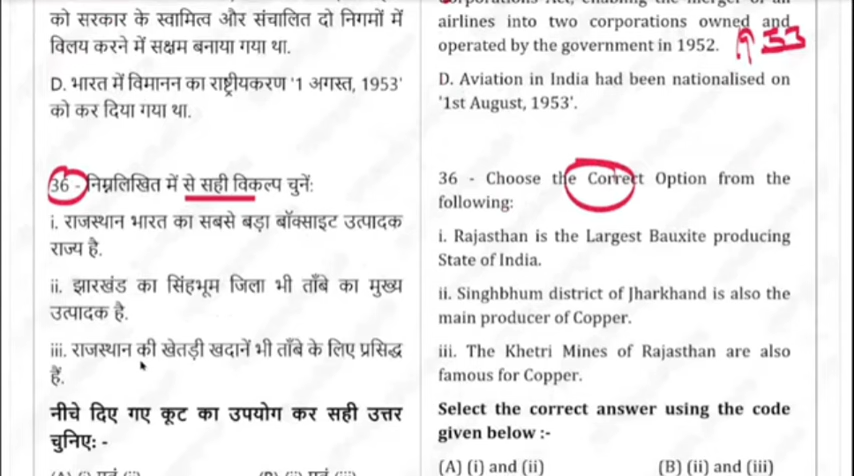 को सरकार के स्वामित्व और संचालित दो निगमों में
विलय करने में सक्षम बनाया गया था.
D. भारत में विमानन का राष्ट्रीयकरण '1 अगस्त, 1953'
को कर दिया गया था.
36 - निम्नलिखित में से सही विकल्प चुनें:
i. राजस्थान भारत का सबसे बड़ा बॉक्साइट उत्पादक
राज्य है.
ii. झारखंड का सिंहभूम जिला भी ताँबे का मुख्य
उत्पादक है.
iii. राजस्थान की खेतड़ी खदानें भी ताँबे के लिए प्रसिद्ध
हैं.
नीचे दिए गए कूट का उपयोग कर सही उत्तर
चुनिए: -
airlines into two corporations owned and
operated by the government in 1952.
53
D. Aviation in India had been nationalised on
'1st August, 1953'.
36 - Choose the Correct Option from the
following:
i. Rajasthan is the Largest Bauxite producing
State of India.
ii. Singhbhum district of Jharkhand is also the
main producer of Copper.
iii. The Khetri Mines of Rajasthan are also
famous for Copper.
Select the correct answer using the code
given below :-
(A) (i) and (ii) (B) (ii) and (iii)